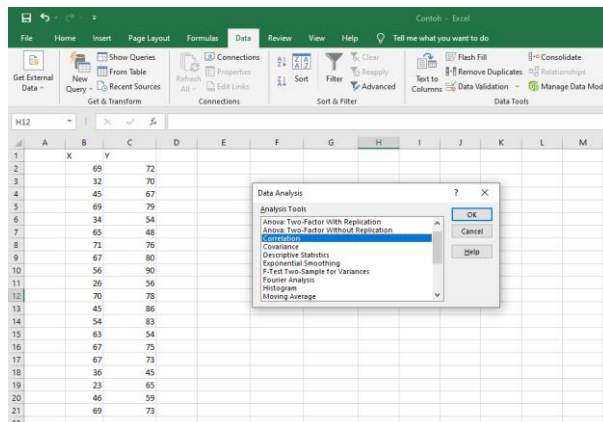 Contoh - Excel
File Home Insert Page Layout Formulas Data Review View Help Tell me what you want to do
Get External Data
New Query
Show Queries
From Table
Recent Sources
Get & Transform
Refresh All
Connections
Properties
Edit Links
Connections
Sort
Filter
Clear
Reapply
Advanced
Sort & Filter
Text to Columns
Flash Fill
Remove Duplicates
Data Validation
Consolidate
Relationships
Manage Data Mod
Data Tools
H12 fx
A B C D E F G H I J K L M
1 X Y
2 69 72
3 32 70
4 45 67
5 69 79
6 34 54
7 65 48
8 71 76
9 67 80
10 56 90
11 26 56
12 70 78
13 45 86
14 54 83
15 63 54
16 67 75
17 67 73
18 36 45
19 23 65
20 46 59
21 69 73
Data Analysis ? X
Analysis Tools
Anova: Two-Factor With Replication
Anova: Two-Factor Without Replication
Correlation
Covariance
Descriptive Statistics
Exponential Smoothing
F-Test Two-Sample for Variances
Fourier Analysis
Histogram
Moving Average
OK
Cancel
Help